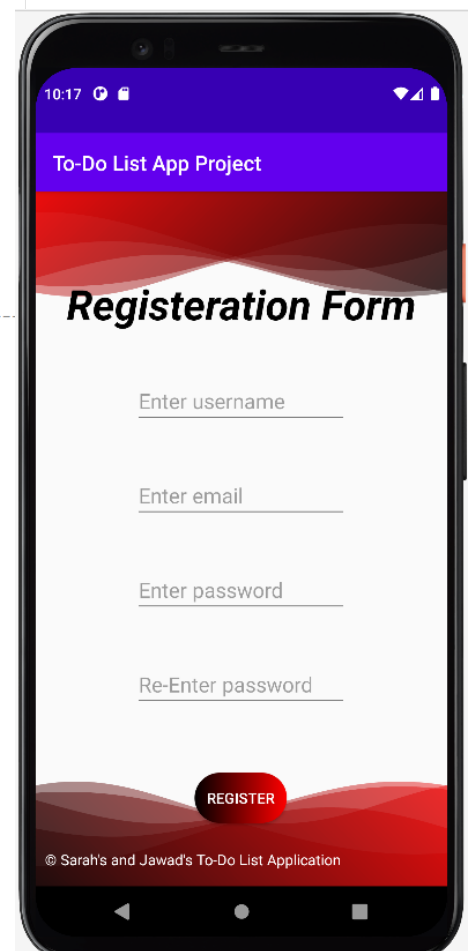 10:17
To-Do List App Project
Registeration Form
Enter username
Enter email
Enter password
Re-Enter password
REGISTER
© Sarah's and Jawad's To-Do List Application